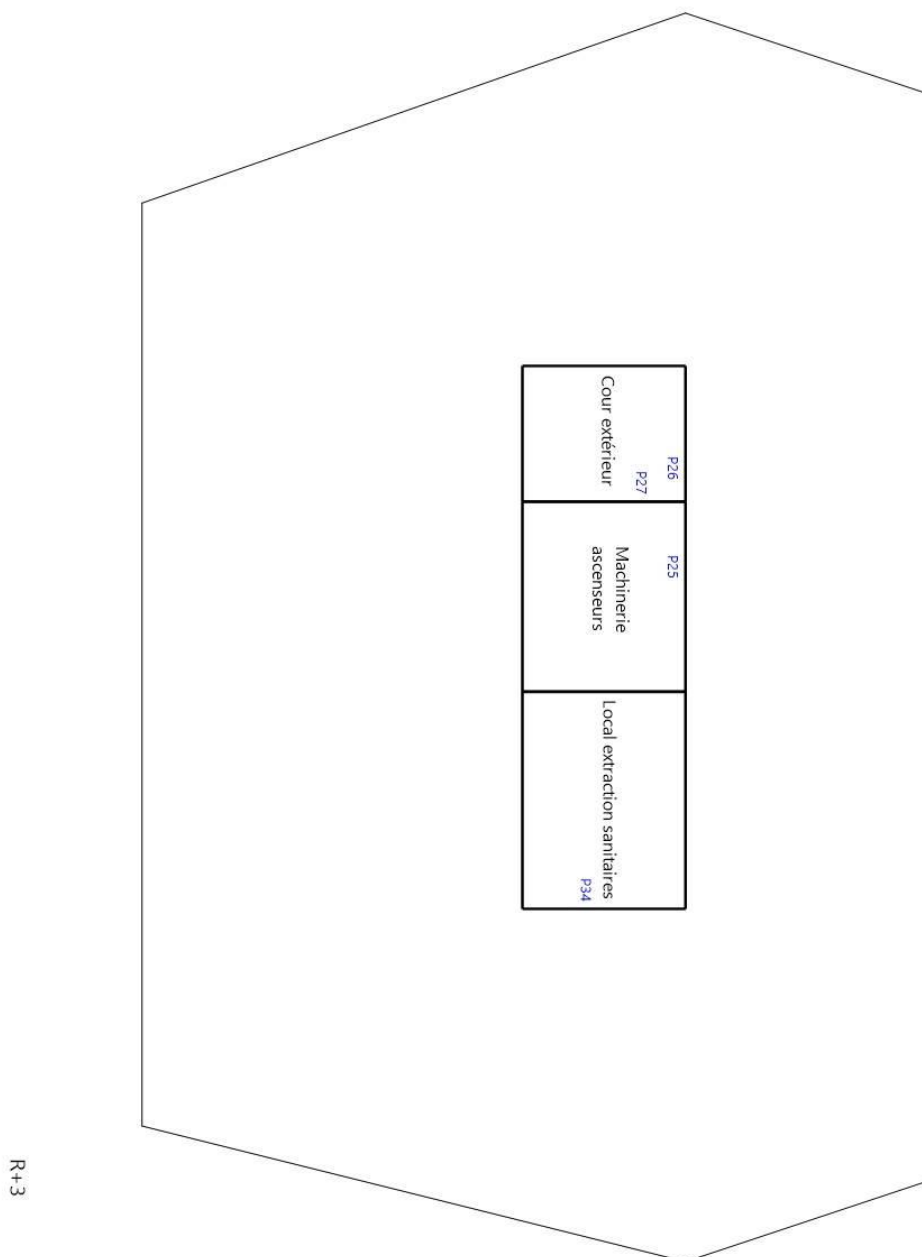 P26
P27
Cour extérieur
P25
Machinerie
ascenseurs
Local extraction sanitaires
P34
R+3